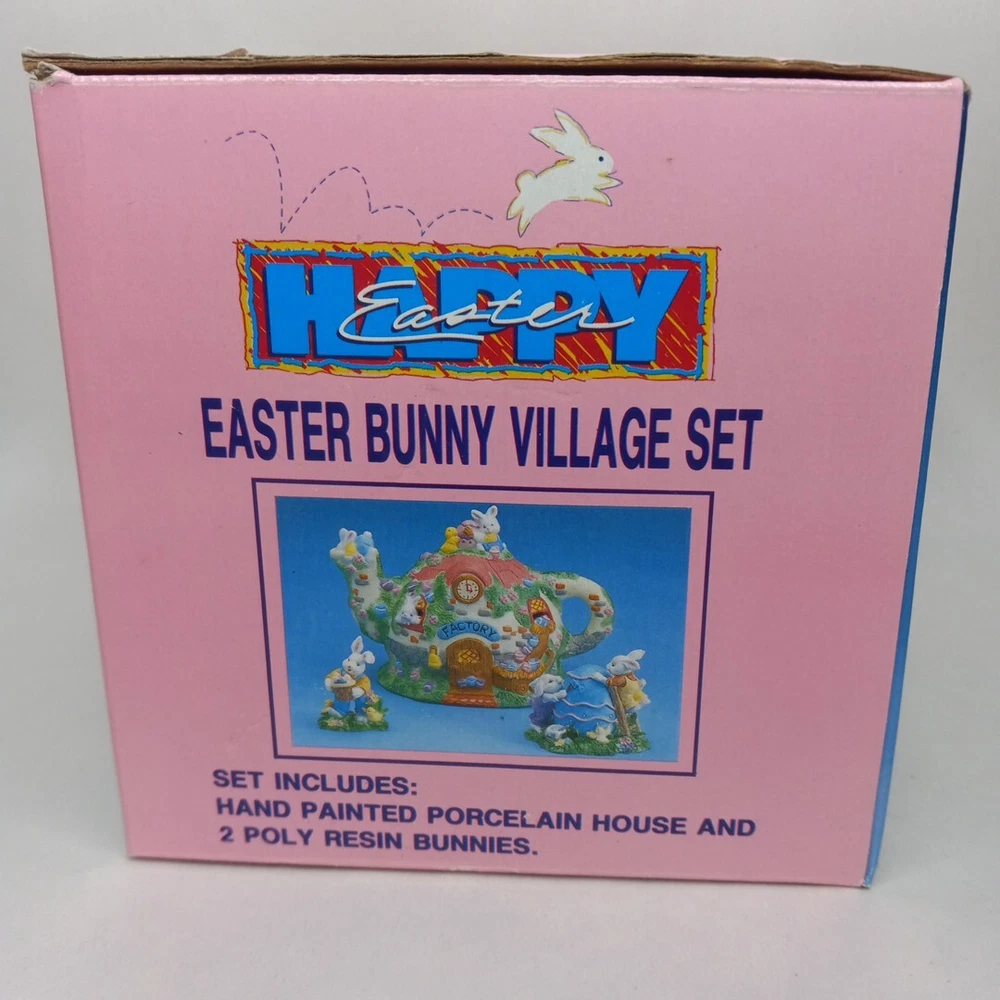 HAPPY
Easter
EASTER BUNNY VILLAGE SET
FACTORY
SET INCLUDES:
HAND PAINTED PORCELAIN HOUSE AND
2 POLY RESIN BUNNIES.